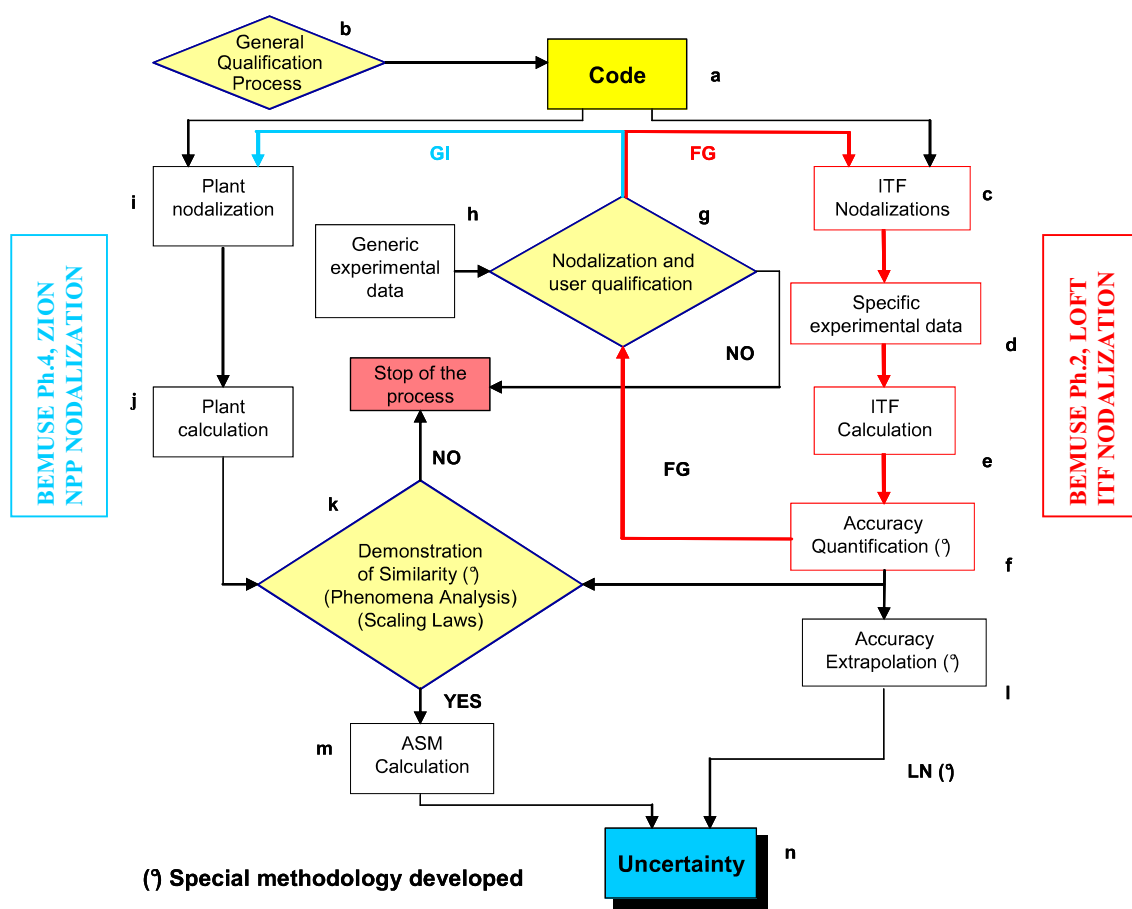 b
General
Qualification
Process
Code
a
GI
FG
i
Plant
nodalization
ITF
Nodalizations
c
h
g
Generic
experimental
data
Nodalization and
user qualification
BEMUSE Ph.4, ZION
NPP NODALIZATION
BEMUSE Ph.2, LOFT
ITF NODALIZATION
Specific
experimental data
d
NO
Stop of the
process
j
Plant
calculation
ITF
Calculation
e
NO
FG
k
Accuracy
Quantification (°)
f
Demonstration
of Similarity (°)
(Phenomena Analysis)
(Scaling Laws)
Accuracy
Extrapolation (°)
l
YES
m
ASM
Calculation
LN (°)
Uncertainty
n
(°) Special methodology developed